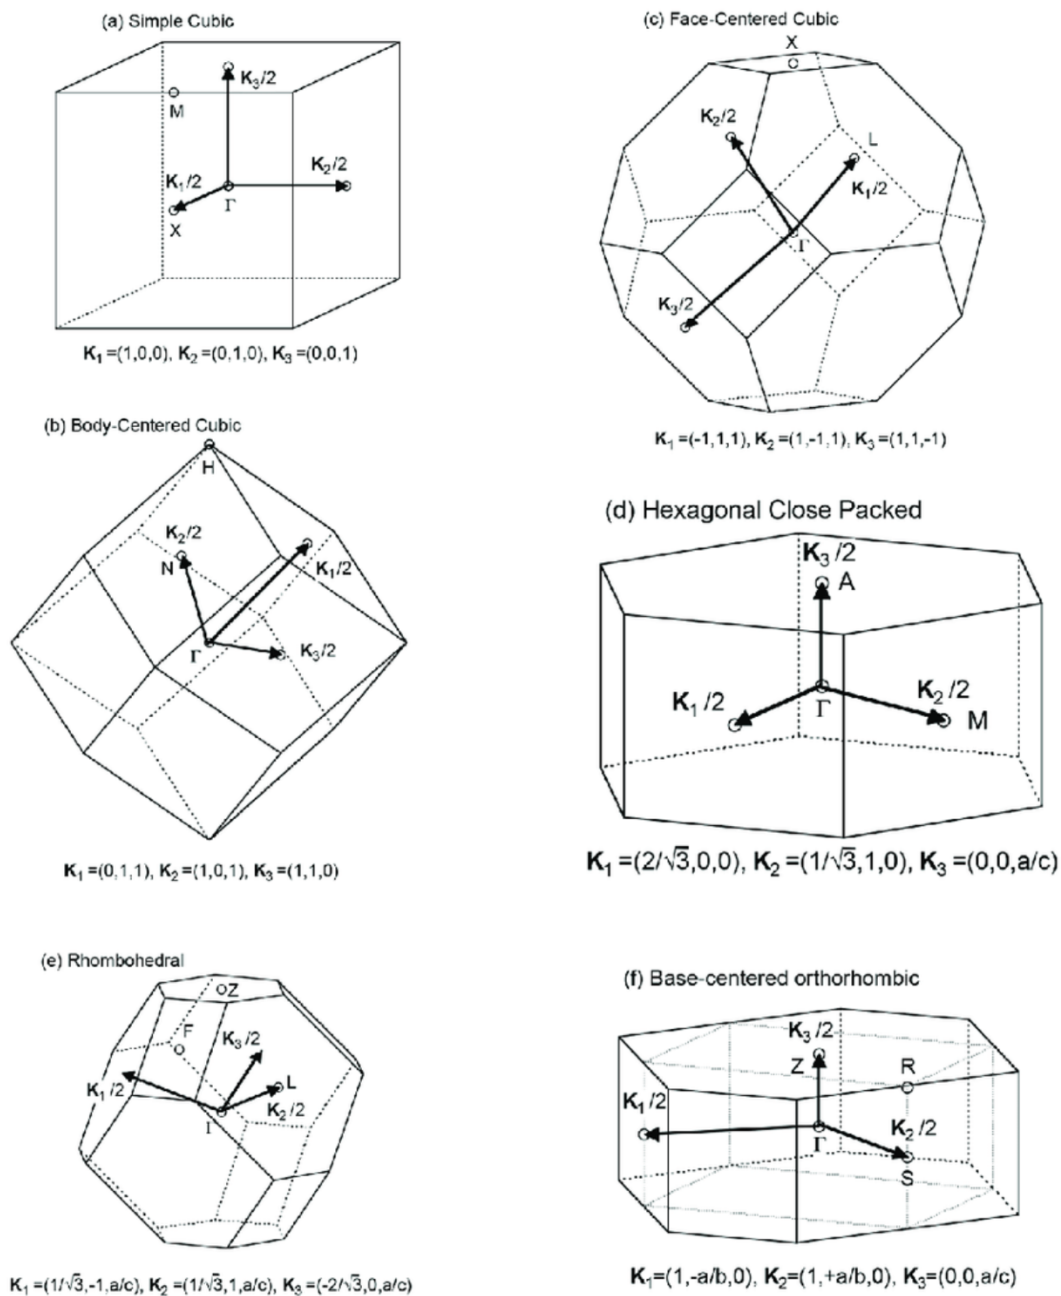 (a) Simple Cubic
K3/2
M
K1/2
K2/2
Γ
X
K1=(1,0,0), K2=(0,1,0), K3=(0,0,1)
(b) Body-Centered Cubic
H
K2/2
N
K1/2
Γ
K3/2
K1=(0,1,1), K2=(1,0,1), K3=(1,1,0)
(c) Face-Centered Cubic
X
K2/2
L
K1/2
Γ
K3/2
K1=(-1,1,1), K2=(1,-1,1), K3=(1,1,-1)
(d) Hexagonal Close Packed
K3/2
A
K1/2
Γ
K2/2
M
K1=(2/√3,0,0), K2=(1/√3,1,0), K3=(0,0,a/c)
(e) Rhombohedral
Z
F
K3/2
K1/2
L
K2/2
Γ
K1=(1/√3,-1,a/c), K2=(1/√3,1,a/c), K3=(-2/√3,0,a/c)
(f) Base-centered orthorhombic
K3/2
Z
R
K1/2
K2/2
Γ
S
K1=(1,-a/b,0), K2=(1,+a/b,0), K3=(0,0,a/c)